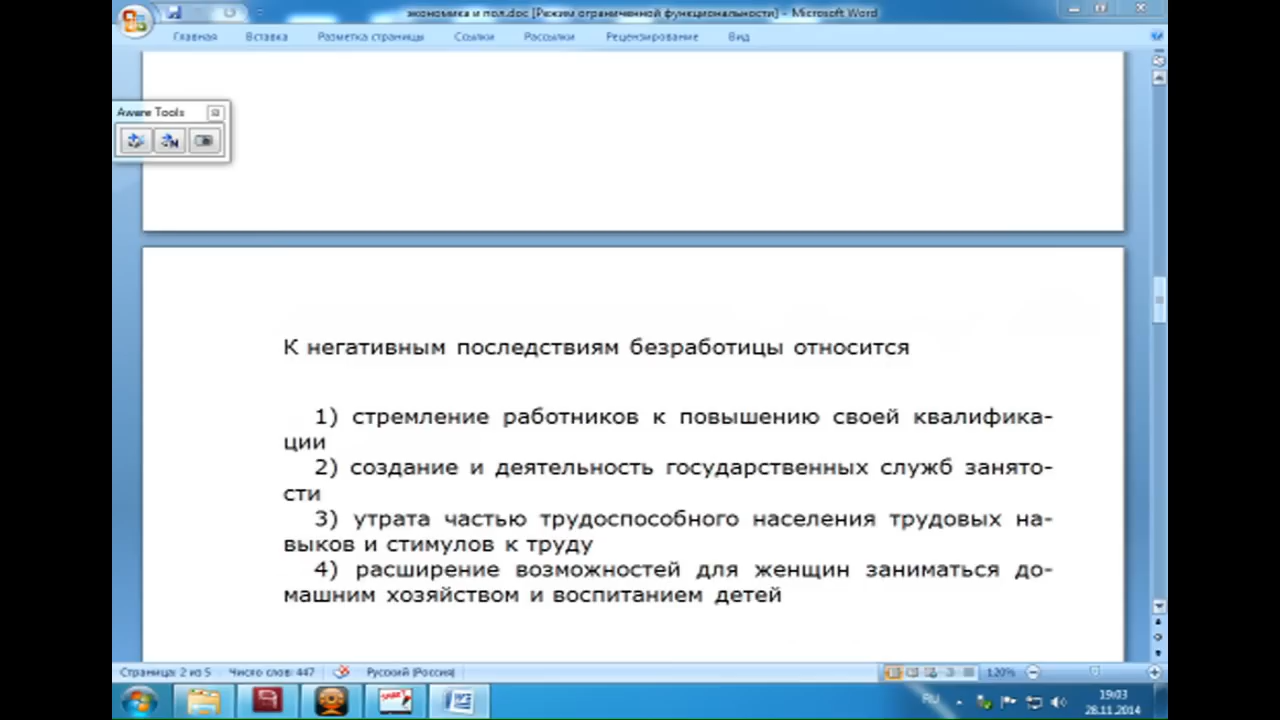 экономика и пол.doc [Режим ограниченной функциональности] - Microsoft Word
Главная Вставка Разметка страницы Ссылки Рассылки Рецензирование Вид
Aware Tools
К негативным последствиям безработицы относится
1) стремление работников к повышению своей квалифика-
ции
2) создание и деятельность государственных служб занято-
сти
3) утрата частью трудоспособного населения трудовых на-
выков и стимулов к труду
4) расширение возможностей для женщин заниматься до-
машним хозяйством и воспитанием детей
Страница: 2 из 5 Число слов: 447 Русский (Россия) 120%
RU 19:03
28.11.2014